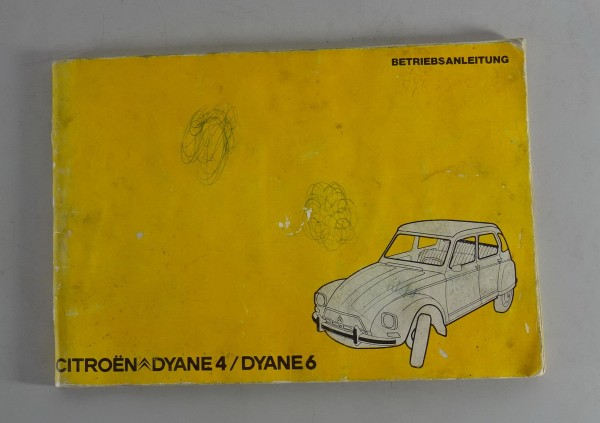 BETRIEBSANLEITUNG
CITROËN DYANE 4 / DYANE 6